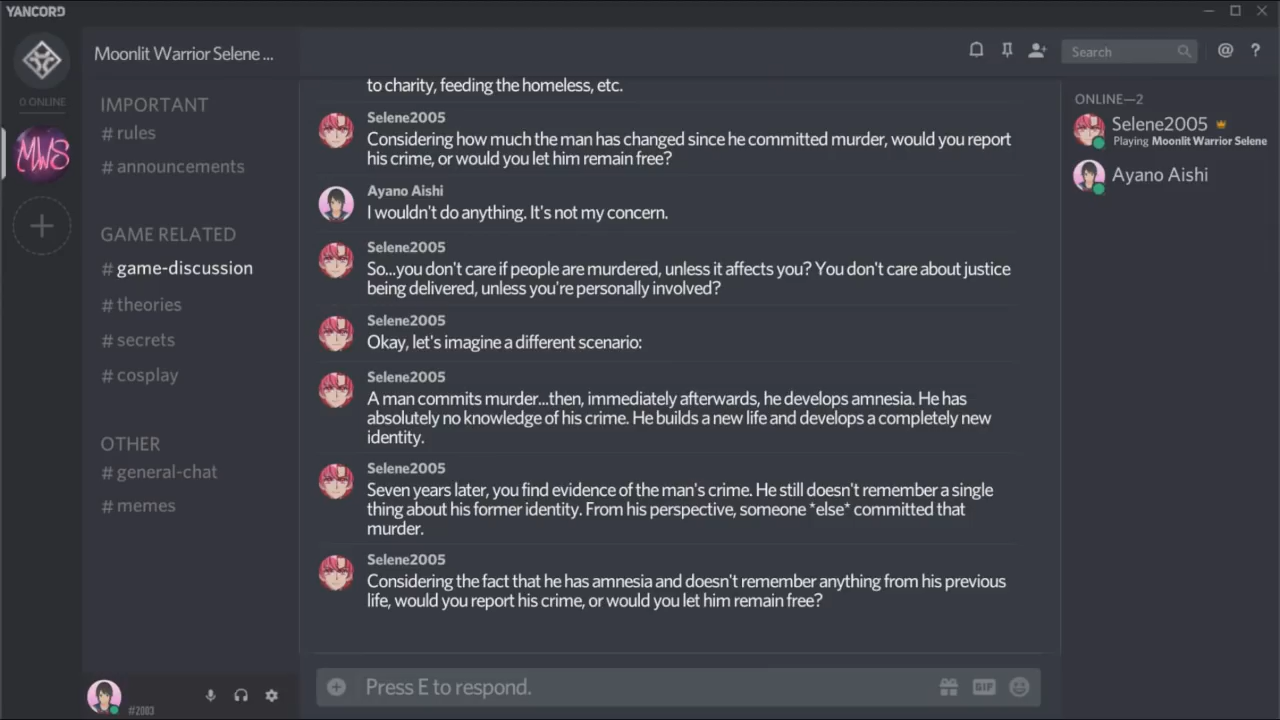 YANCORD
Moonlit Warrior Selene ...
Search
@
?
0 ONLINE
MWS
IMPORTANT
# rules
# announcements
GAME RELATED
# game-discussion
# theories
# secrets
# cosplay
OTHER
# general-chat
# memes
#2003
to charity, feeding the homeless, etc.
Selene2005
Considering how much the man has changed since he committed murder, would you report
his crime, or would you let him remain free?
Ayano Aishi
I wouldn't do anything. It's not my concern.
Selene2005
So...you don't care if people are murdered, unless it affects you? You don't care about justice
being delivered, unless you're personally involved?
Selene2005
Okay, let's imagine a different scenario:
Selene2005
A man commits murder...then, immediately afterwards, he develops amnesia. He has
absolutely no knowledge of his crime. He builds a new life and develops a completely new
identity.
Selene2005
Seven years later, you find evidence of the man's crime. He still doesn't remember a single
thing about his former identity. From his perspective, someone *else* committed that
murder.
Selene2005
Considering the fact that he has amnesia and doesn't remember anything from his previous
life, would you report his crime, or would you let him remain free?
Press E to respond.
GIF
ONLINE—2
Selene2005
Playing Moonlit Warrior Selene
Ayano Aishi